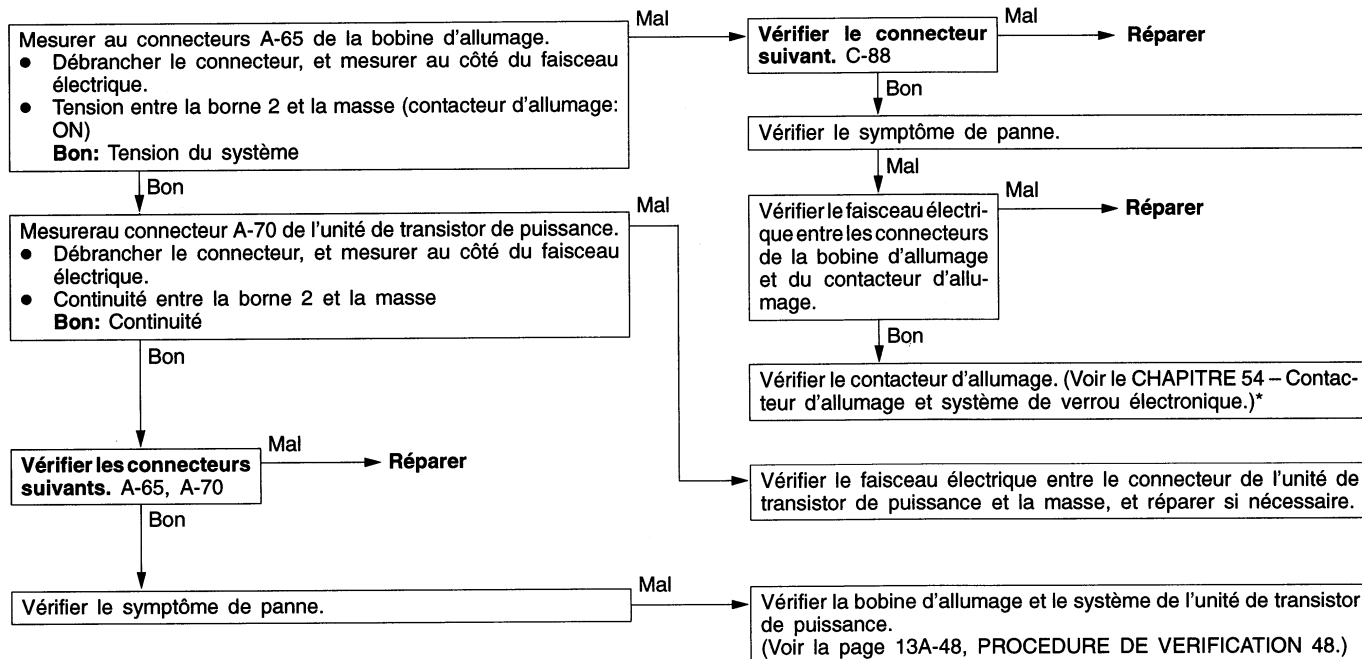 Mesurer au connecteurs A-65 de la bobine d'allumage.
● Débrancher le connecteur, et mesurer au côté du faisceau
électrique.
● Tension entre la borne 2 et la masse (contacteur d'allumage:
ON)
Bon: Tension du système
Mal
Vérifier le connecteur
suivant. C-88
Mal
Réparer
Bon
Vérifier le symptôme de panne.
Mal
Vérifier le faisceau électri-
que entre les connecteurs
de la bobine d'allumage
et du contacteur d'allu-
mage.
Mal
Réparer
Bon
Vérifier le contacteur d'allumage. (Voir le CHAPITRE 54 – Contac-
teur d'allumage et système de verrou électronique.)*
Bon
Mesurerau connecteur A-70 de l'unité de transistor de puissance.
● Débrancher le connecteur, et mesurer au côté du faisceau
électrique.
● Continuité entre la borne 2 et la masse
Bon: Continuité
Mal
Vérifier le faisceau électrique entre le connecteur de l'unité de
transistor de puissance et la masse, et réparer si nécessaire.
Bon
Vérifier les connecteurs
suivants. A-65, A-70
Mal
Réparer
Bon
Vérifier le symptôme de panne.
Mal
Vérifier la bobine d'allumage et le système de l'unité de transistor
de puissance.
(Voir la page 13A-48, PROCEDURE DE VERIFICATION 48.)